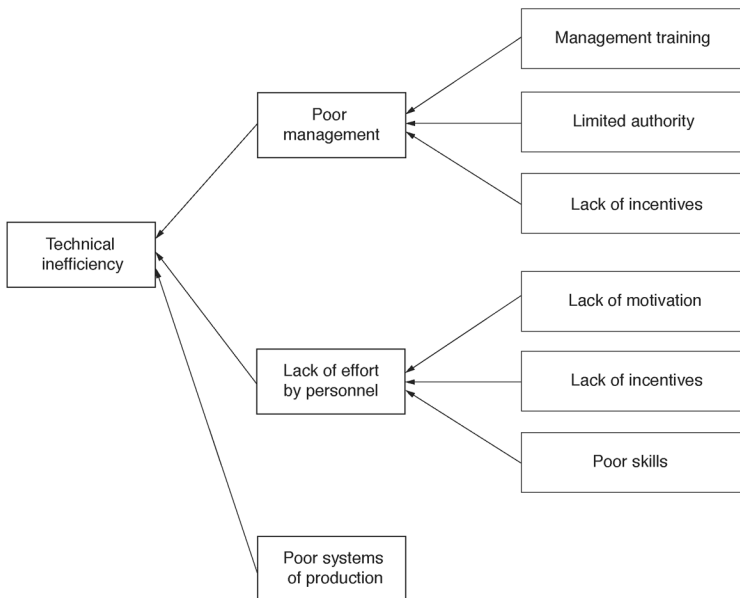 Management training
Poor
management
Limited authority
Lack of incentives
Technical
inefficiency
Lack of motivation
Lack of effort
by personnel
Lack of incentives
Poor skills
Poor systems
of production